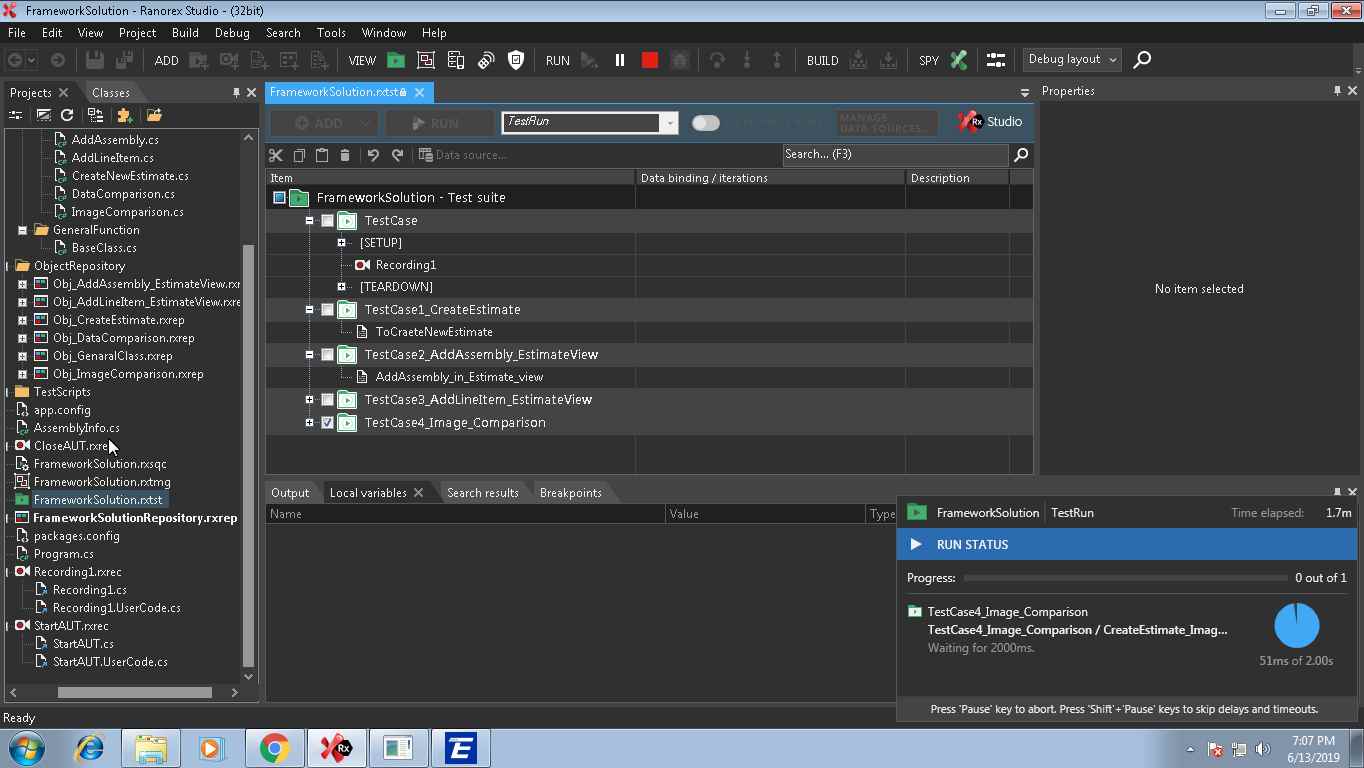 FrameworkSolution - Ranorex Studio - (32bit)
File Edit View Project Build Debug Search Tools Window Help
ADD VIEW RUN BUILD SPY Debug layout
Projects Classes
FrameworkSolution.rxtst
Properties
ADD RUN TestRun MANAGE DATA SOURCES... Rx Studio
Data source... Search... (F3)
Item Data binding / iterations Description
FrameworkSolution - Test suite
TestCase
[SETUP]
Recording1
[TEARDOWN]
TestCase1_CreateEstimate
ToCraeteNewEstimate
TestCase2_AddAssembly_EstimateView
AddAssembly_in_Estimate_view
TestCase3_AddLineItem_EstimateView
TestCase4_Image_Comparison
No item selected
AddAssembly.cs
AddLineItem.cs
CreateNewEstimate.cs
DataComparison.cs
ImageComparison.cs
GeneralFunction
BaseClass.cs
ObjectRepository
Obj_AddAssembly_EstimateView.rxre
Obj_AddLineItem_EstimateView.rxre
Obj_CreateEstimate.rxrep
Obj_DataComparison.rxrep
Obj_GenaralClass.rxrep
Obj_ImageComparison.rxrep
TestScripts
app.config
AssemblyInfo.cs
CloseAUT.rxre
FrameworkSolution.rxsqc
FrameworkSolution.rxtmg
FrameworkSolution.rxtst
FrameworkSolutionRepository.rxrep
packages.config
Program.cs
Recording1.rxrec
Recording1.cs
Recording1.UserCode.cs
StartAUT.rxrec
StartAUT.cs
StartAUT.UserCode.cs
Output Local variables Search results Breakpoints
Name Value Type
FrameworkSolution TestRun Time elapsed: 1.7m
RUN STATUS
Progress: 0 out of 1
TestCase4_Image_Comparison
TestCase4_Image_Comparison / CreateEstimate_Imag...
Waiting for 2000ms.
51ms of 2.00s
Press 'Pause' key to abort. Press 'Shift'+'Pause' keys to skip delays and timeouts.
Ready
Rx E
7:07 PM
6/13/2019